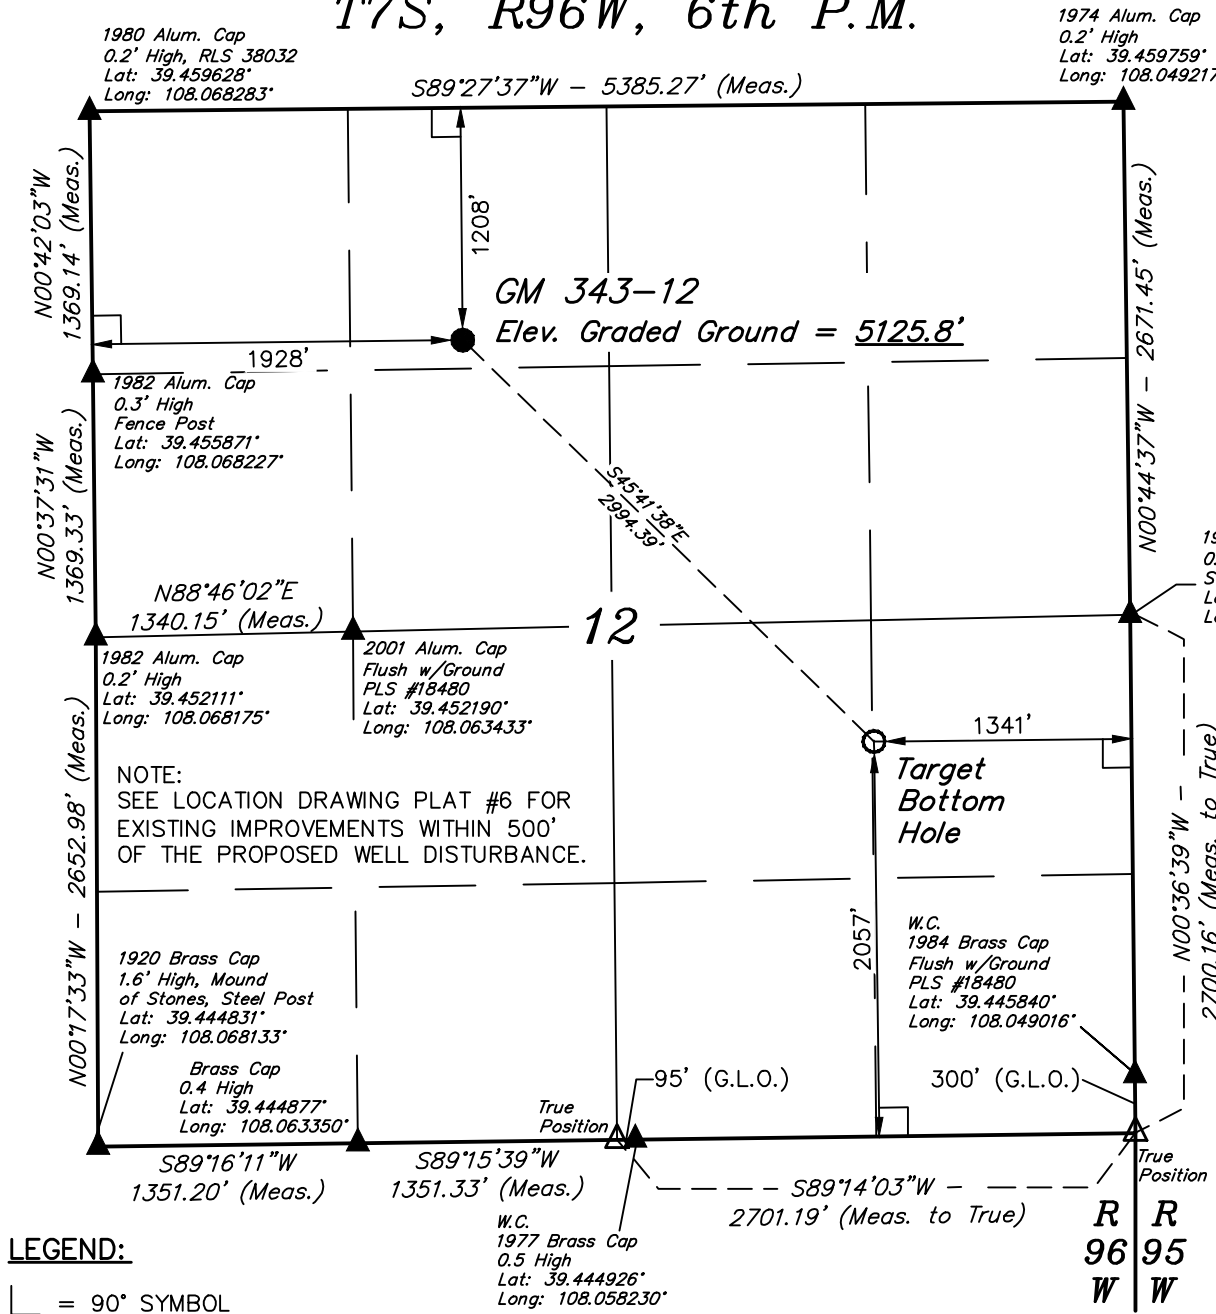 T7S, R96W, 6th P.M.
1980 Alum. Cap
0.2' High, RLS 38032
Lat: 39.459628°
Long: 108.068283°
1974 Alum. Cap
0.2' High
Lat: 39.459759°
Long: 108.049217°
S89°27'37"W - 5385.27' (Meas.)
N00°42'03"W
1369.14' (Meas.)
1208'
N00°44'37"W - 2671.45' (Meas.)
GM 343-12
Elev. Graded Ground = 5125.8'
1928'
1982 Alum. Cap
0.3' High
Fence Post
Lat: 39.455871°
Long: 108.068227°
N00°37'31"W
1369.33' (Meas.)
S45°41'38"E
2994.39'
N88°46'02"E
1340.15' (Meas.)
12
1982 Alum. Cap
0.2' High
Lat: 39.452111°
Long: 108.068175°
2001 Alum. Cap
Flush w/Ground
PLS #18480
Lat: 39.452190°
Long: 108.063433°
1341'
Target
Bottom
Hole
NOTE:
SEE LOCATION DRAWING PLAT #6 FOR
EXISTING IMPROVEMENTS WITHIN 500'
OF THE PROPOSED WELL DISTURBANCE.
N00°17'33"W - 2652.98' (Meas.)
N00°36'39"W -
2700.16' (Meas. to True)
2057'
W.C.
1984 Brass Cap
Flush w/Ground
PLS #18480
Lat: 39.445840°
Long: 108.049016°
1920 Brass Cap
1.6' High, Mound
of Stones, Steel Post
Lat: 39.444831°
Long: 108.068133°
Brass Cap
0.4 High
Lat: 39.444877°
Long: 108.063350°
95' (G.L.O.)
300' (G.L.O.)
True
Position
True
Position
S89°16'11"W
1351.20' (Meas.)
S89°15'39"W
1351.33' (Meas.)
S89°14'03"W
2701.19' (Meas. to True)
W.C.
1977 Brass Cap
0.5 High
Lat: 39.444926°
Long: 108.058230°
R R
96 95
W W
LEGEND:
= 90° SYMBOL